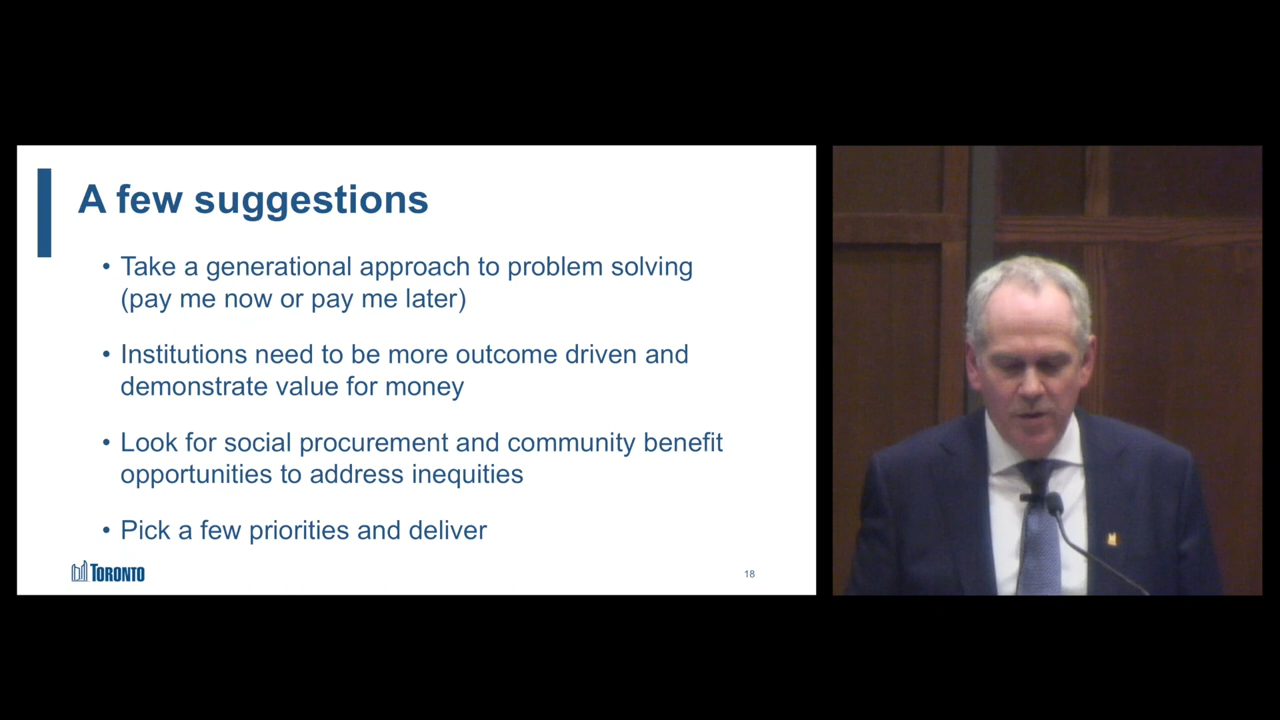 A few suggestions
• Take a generational approach to problem solving
(pay me now or pay me later)
• Institutions need to be more outcome driven and
demonstrate value for money
• Look for social procurement and community benefit
opportunities to address inequities
• Pick a few priorities and deliver
TORONTO
18